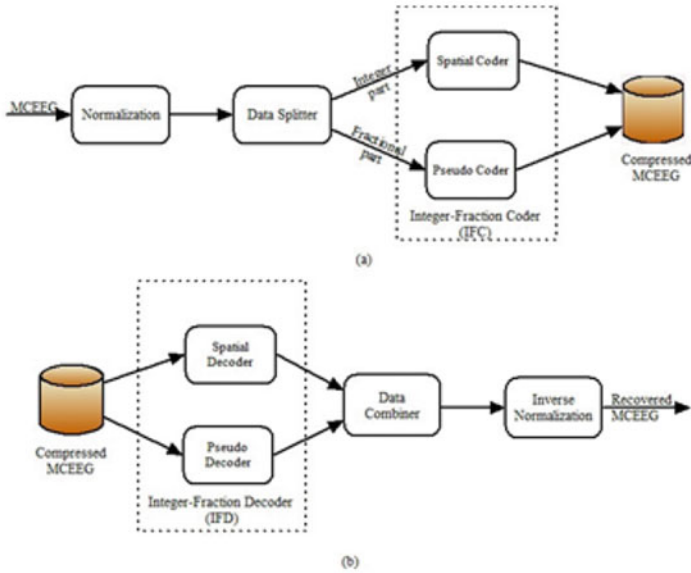 MCEEG
Normalization
Data Splitter
Integer
part
Fractional
part
Spatial Coder
Pseudo Coder
Integer-Fraction Coder
(IFC)
Compressed
MCEEG
(a)
Compressed
MCEEG
Spatial
Decoder
Pseudo
Decoder
Integer-Fraction Decoder
(IFD)
Data
Combiner
Inverse
Normalization
Recovered
MCEEG
(b)